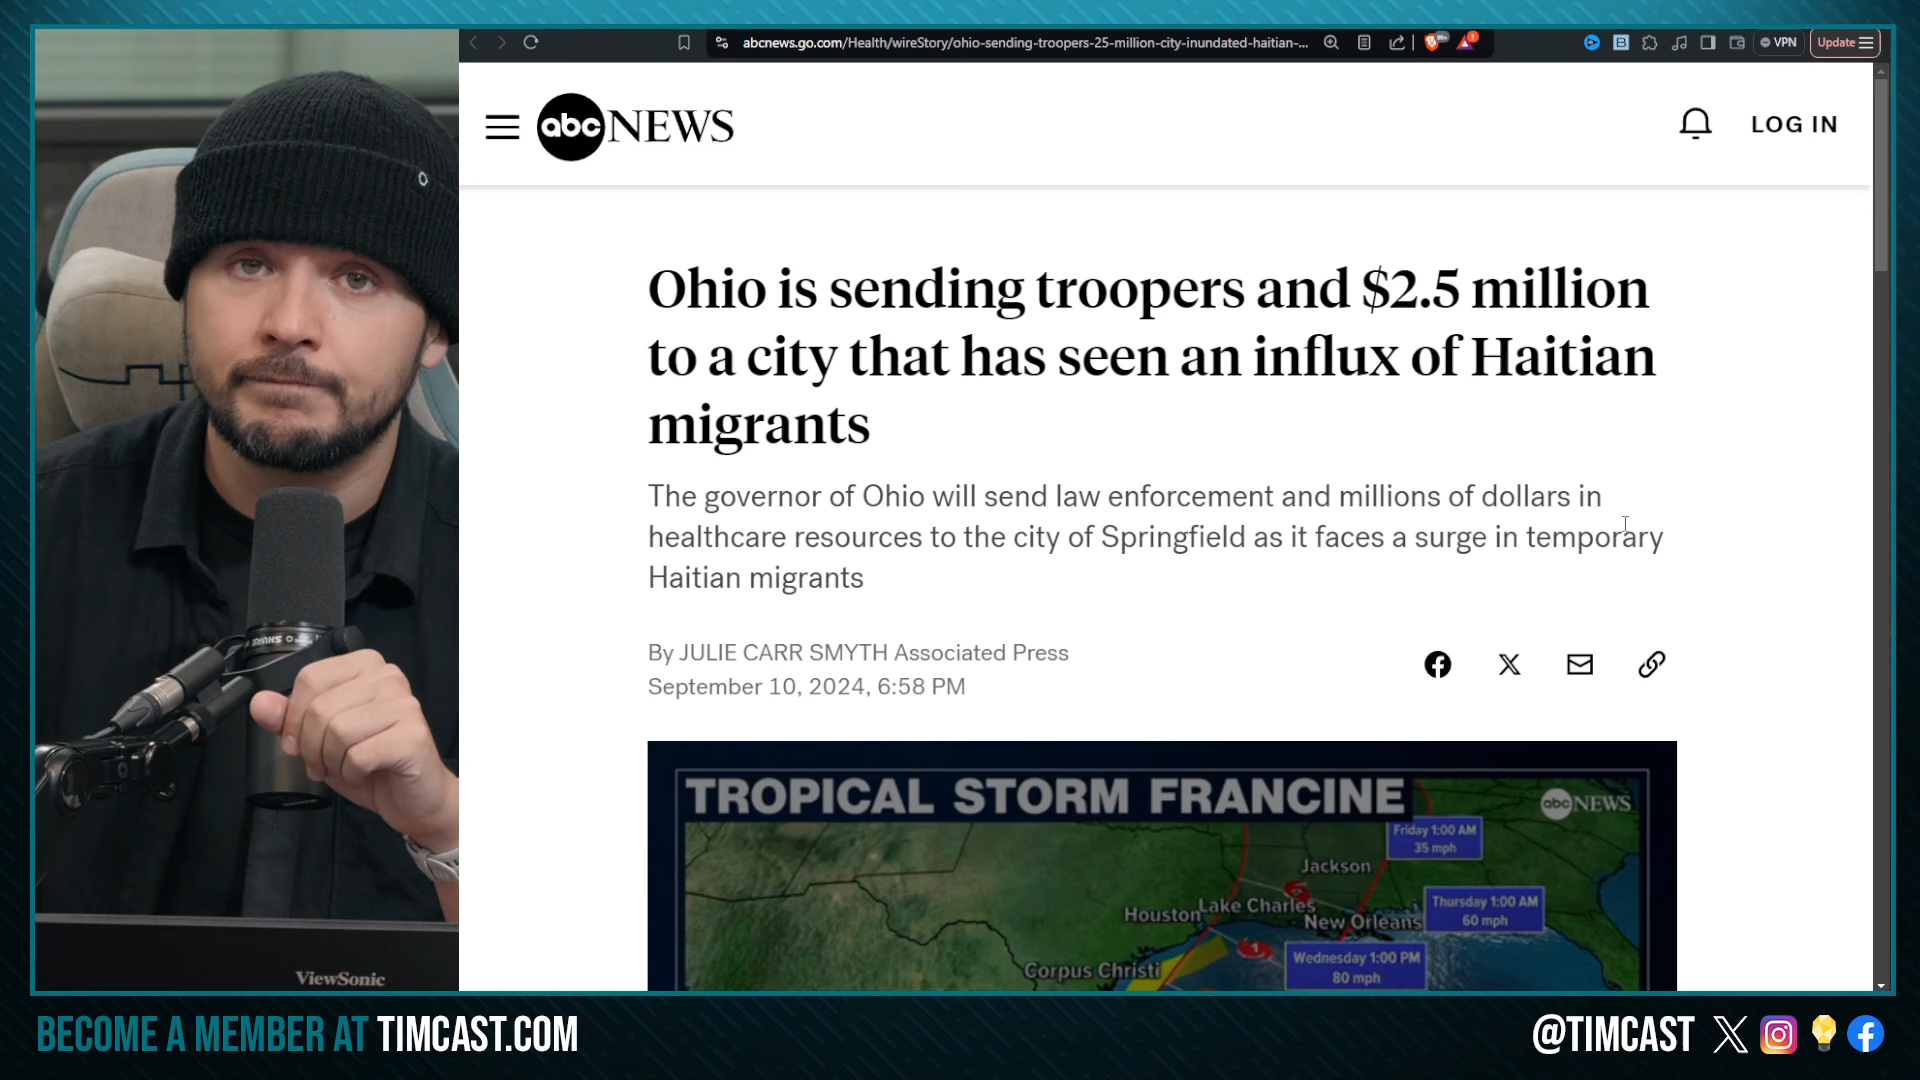 abcnews.go.com/Health/wireStory/ohio-sending-troopers-25-million-city-inundated-haitian-...
VPN
Update
abc NEWS
LOG IN
Ohio is sending troopers and $2.5 million
to a city that has seen an influx of Haitian
migrants
The governor of Ohio will send law enforcement and millions of dollars in
healthcare resources to the city of Springfield as it faces a surge in temporary
Haitian migrants
By JULIE CARR SMYTH Associated Press
September 10, 2024, 6:58 PM
TROPICAL STORM FRANCINE
abc NEWS
Friday 1:00 AM
35 mph
Jackson
Thursday 1:00 AM
60 mph
Lake Charles
Houston
New Orleans
Wednesday 1:00 PM
80 mph
Corpus Christi
1
SHURE
ViewSonic
BECOME A MEMBER AT TIMCAST.COM
@TIMCAST